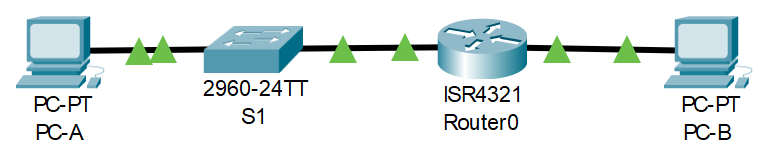 PC-PT
PC-A
2960-24TT
S1
ISR4321
Router0
PC-PT
PC-B